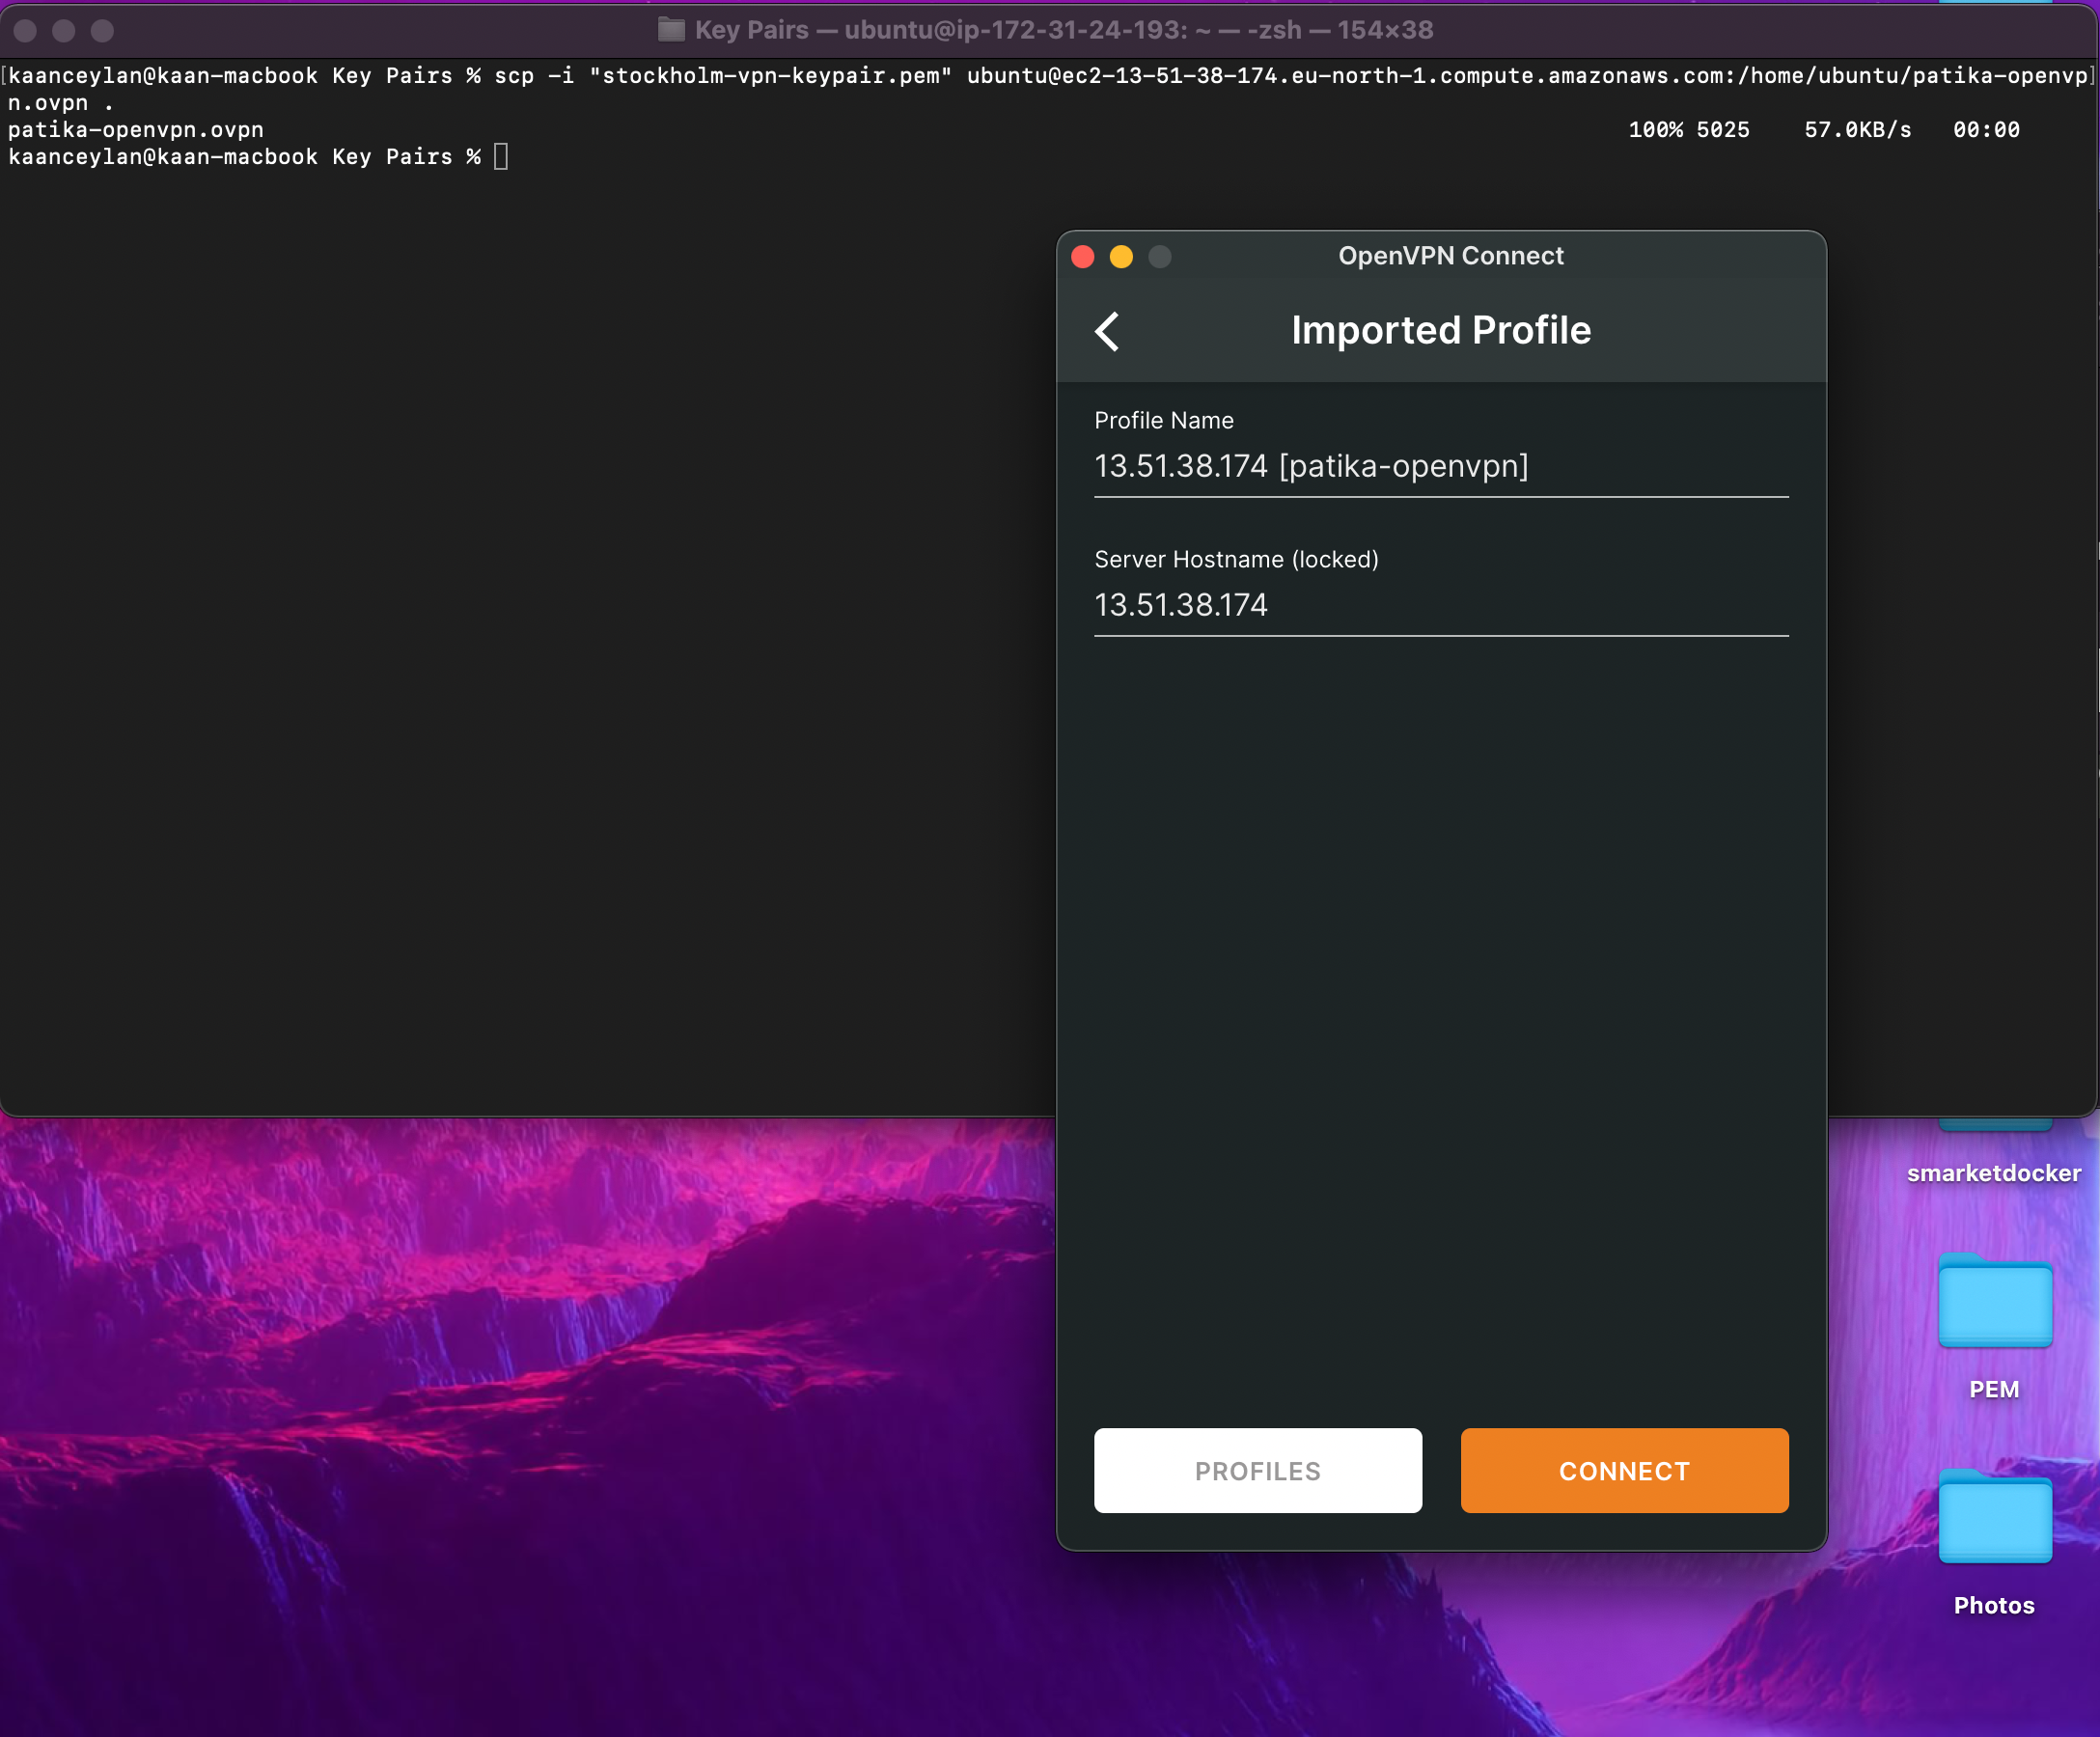 Key Pairs — ubuntu@ip-172-31-24-193: ~ — -zsh — 154×38
[kaanceylan@kaan-macbook Key Pairs % scp -i "stockholm-vpn-keypair.pem" ubuntu@ec2-13-51-38-174.eu-north-1.compute.amazonaws.com:/home/ubuntu/patika-openvp]
n.ovpn .
patika-openvpn.ovpn 100% 5025 57.0KB/s 00:00
kaanceylan@kaan-macbook Key Pairs %
OpenVPN Connect
Imported Profile
Profile Name
13.51.38.174 [patika-openvpn]
Server Hostname (locked)
13.51.38.174
PROFILES
CONNECT
smarketdocker
PEM
Photos